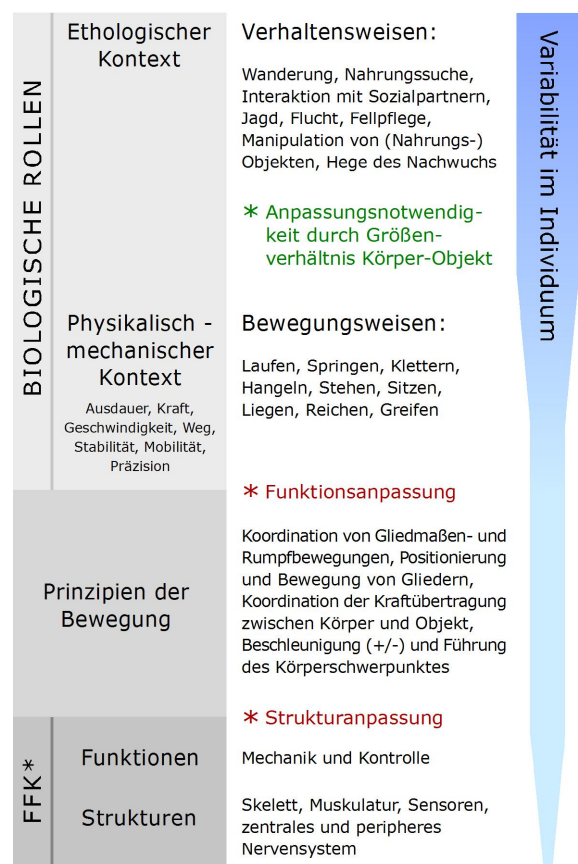 BIOLOGISCHE ROLLEN
Ethologischer
Kontext
Verhaltensweisen:
Wanderung, Nahrungssuche,
Interaktion mit Sozialpartnern,
Jagd, Flucht, Fellpflege,
Manipulation von (Nahrungs-)
Objekten, Hege des Nachwuchs
* Anpassungsnotwendig-
keit durch Größen-
verhältnis Körper-Objekt
Physikalisch -
mechanischer
Kontext
Ausdauer, Kraft,
Geschwindigkeit, Weg,
Stabilität, Mobilität,
Präzision
Bewegungsweisen:
Laufen, Springen, Klettern,
Hangeln, Stehen, Sitzen,
Liegen, Reichen, Greifen
* Funktionsanpassung
Prinzipien der
Bewegung
Koordination von Gliedmaßen- und
Rumpfbewegungen, Positionierung
und Bewegung von Gliedern,
Koordination der Kraftübertragung
zwischen Körper und Objekt,
Beschleunigung (+/-) und Führung
des Körperschwerpunktes
* Strukturanpassung
FFK*
Funktionen
Mechanik und Kontrolle
Strukturen
Skelett, Muskulatur, Sensoren,
zentrales und peripheres
Nervensystem
Variabilität im Individuum